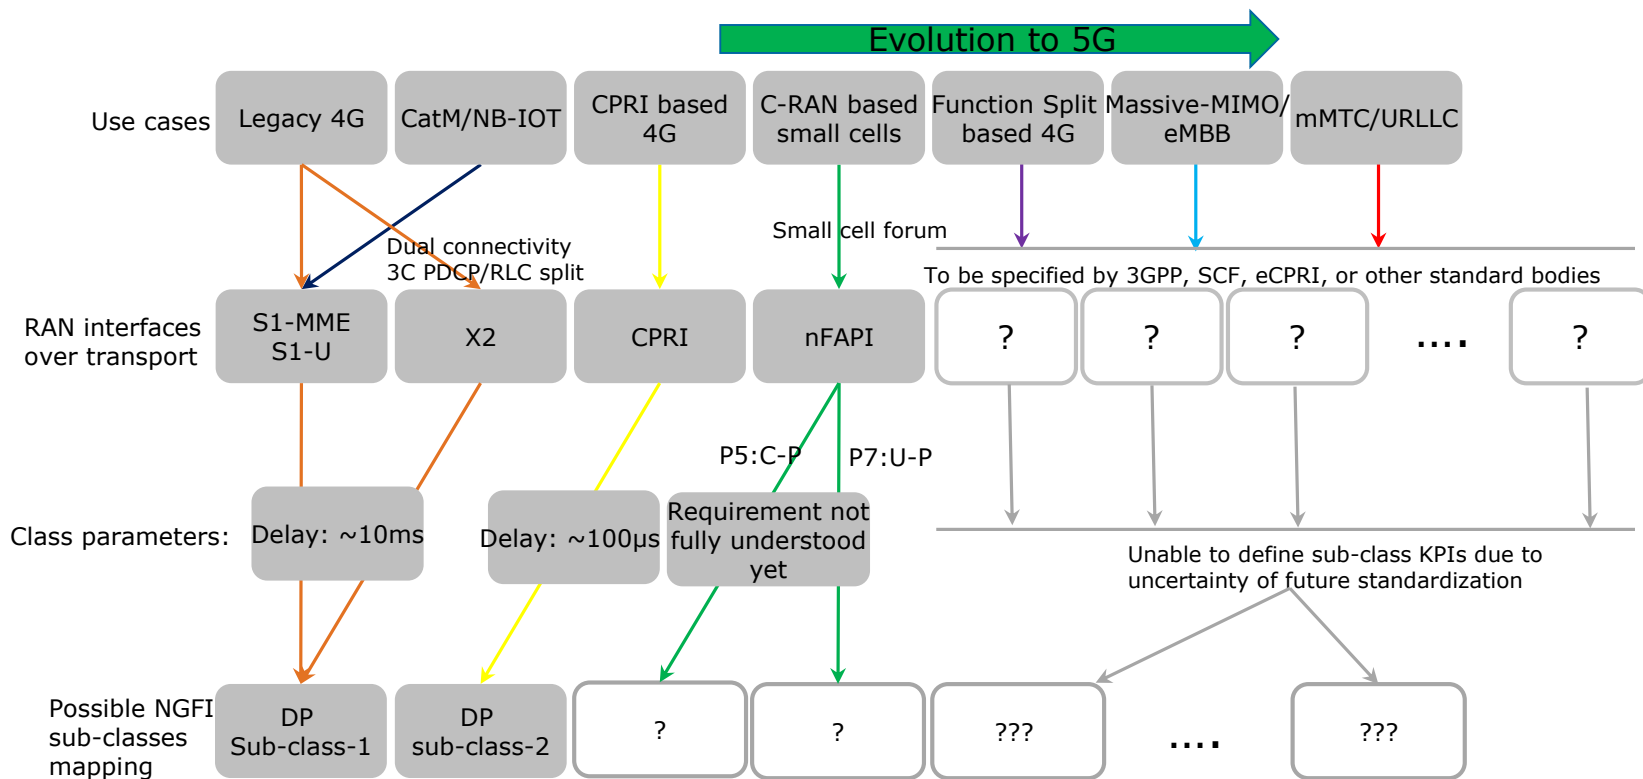 Evolution to 5G
Use cases
Legacy 4G
CatM/NB-IOT
CPRI based
4G
C-RAN based
small cells
Function Split
based 4G
Massive-MIMO/
eMBB
mMTC/URLLC
Dual connectivity
3C PDCP/RLC split
Small cell forum
To be specified by 3GPP, SCF, eCPRI, or other standard bodies
RAN interfaces
over transport
S1-MME
S1-U
X2
CPRI
nFAPI
?
?
?
....
?
P5:C-P
P7:U-P
Class parameters:
Delay: ~10ms
Delay: ~100μs
Requirement not
fully understood
yet
Unable to define sub-class KPIs due to
uncertainty of future standardization
Possible NGFI
sub-classes
mapping
DP
Sub-class-1
DP
sub-class-2
?
?
???
....
???